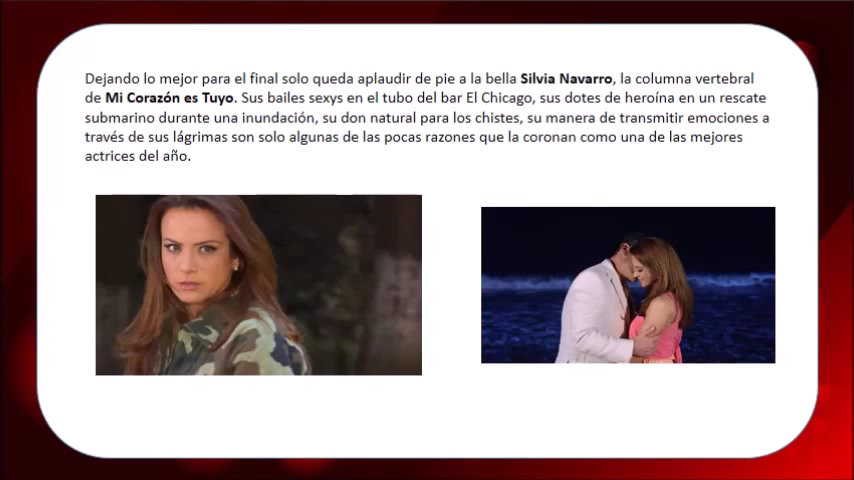 Dejando lo mejor para el final solo queda aplaudir de pie a la bella Silvia Navarro, la columna vertebral
de Mi Corazón es Tuyo. Sus bailes sexys en el tubo del bar El Chicago, sus dotes de heroína en un rescate
submarino durante una inundación, su don natural para los chistes, su manera de transmitir emociones a
través de sus lágrimas son solo algunas de las pocas razones que la coronan como una de las mejores
actrices del año.